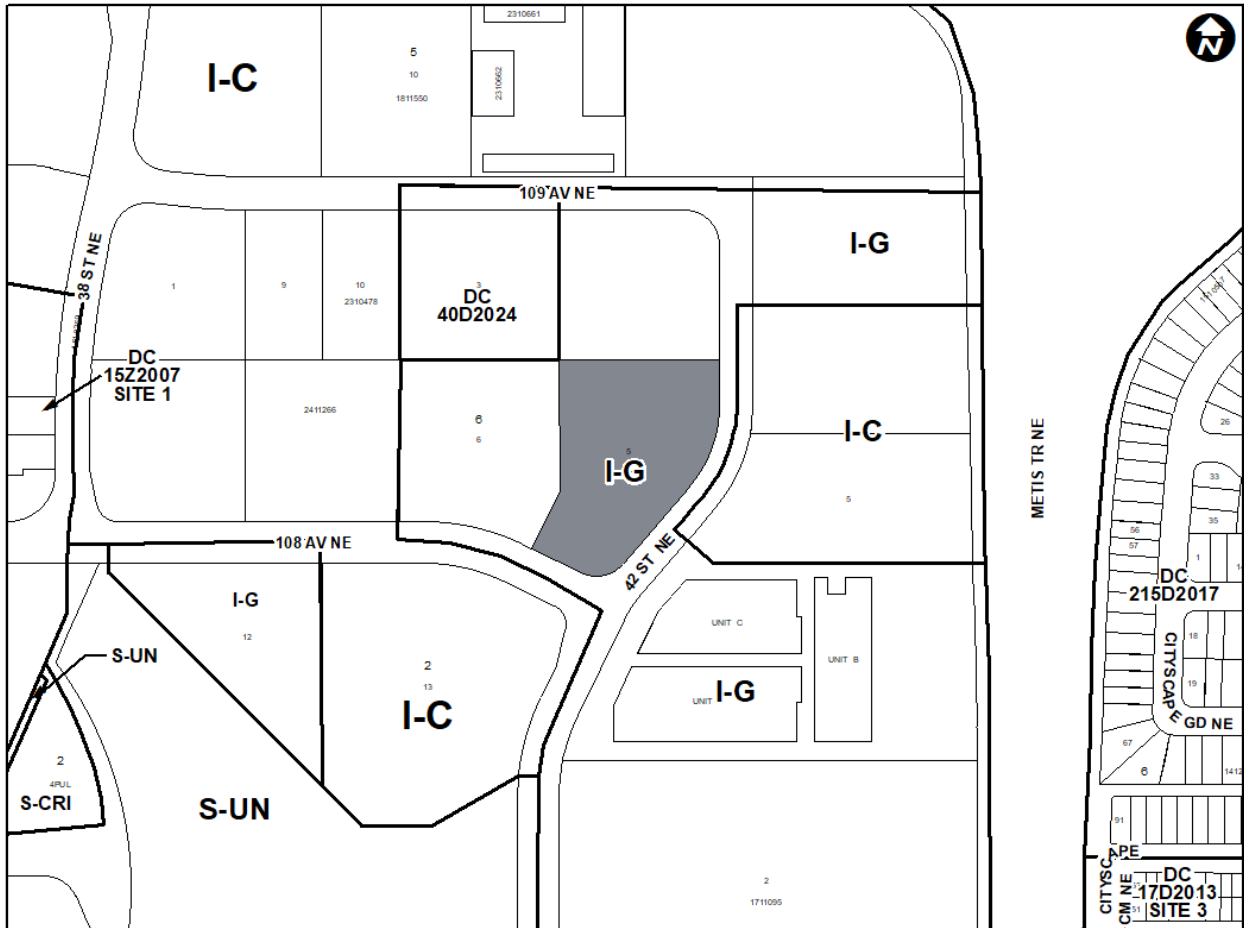 2310661
N
I-C
5
10
1811550
2310662
109 AV NE
I-G
38 ST NE
1
9
10
2310478
3
DC
40D2024
DC
15Z2007
SITE 1
2411266
6
6
5
I-G
I-C
5
METIS TR NE
26
33
35
56
57
1
DC
215D2017
108 AV NE
42 ST NE
I-G
12
S-UN
UNIT C
UNIT B
UNIT
I-G
CITYSCAPE GD NE
18
19
2
13
I-C
67
6
1412
2
4PUL
S-CRI
S-UN
91
2
1711095
DC
17D2013
SITE 3
51